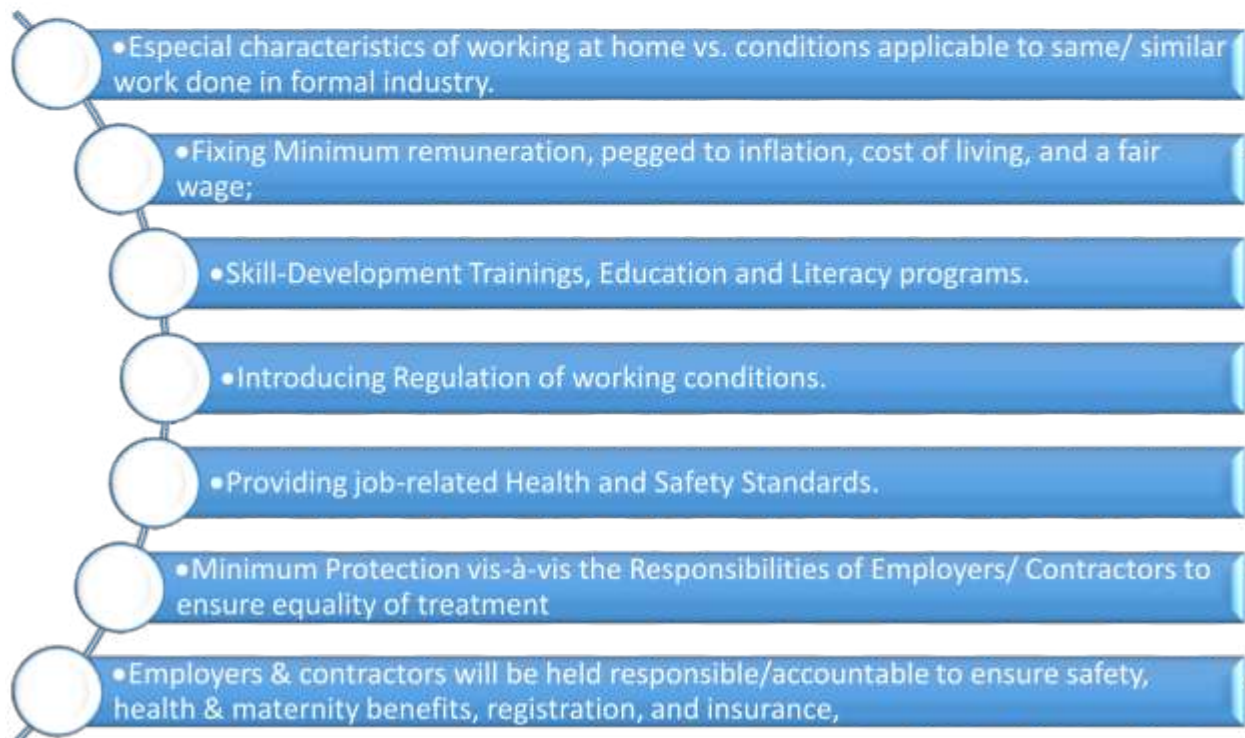 •Especial characteristics of working at home vs. conditions applicable to same/ similar
work done in formal industry.
•Fixing Minimum remuneration, pegged to inflation, cost of living, and a fair
wage;
•Skill-Development Trainings, Education and Literacy programs.
•Introducing Regulation of working conditions.
•Providing job-related Health and Safety Standards.
•Minimum Protection vis-à-vis the Responsibilities of Employers/ Contractors to
ensure equality of treatment
•Employers & contractors will be held responsible/accountable to ensure safety,
health & maternity benefits, registration, and insurance,